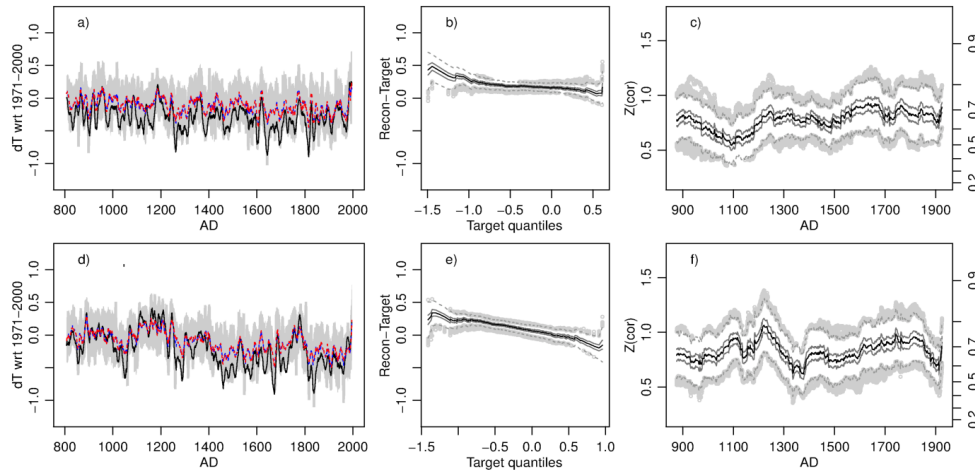 a)
dT wrt 1971−2000
1.0
0.0
−1.0
800 1000 1200 1400 1600 1800 2000
AD
b)
Recon−Target
1.0
0.5
0.0
−1.0
−1.5 −1.0 −0.5 0.0 0.5
Target quantiles
c)
Z(cor)
1.5
1.0
0.5
0.9
0.7
0.5
0.2
900 1100 1300 1500 1700 1900
AD
d)
dT wrt 1971−2000
1.0
0.0
−1.0
800 1000 1200 1400 1600 1800 2000
AD
e)
Recon−Target
1.0
0.5
0.0
−1.0
−1.5 −0.5 0.0 0.5 1.0
Target quantiles
f)
Z(cor)
1.5
1.0
0.5
0.9
0.7
0.5
0.4
0.2
900 1100 1300 1500 1700 1900
AD